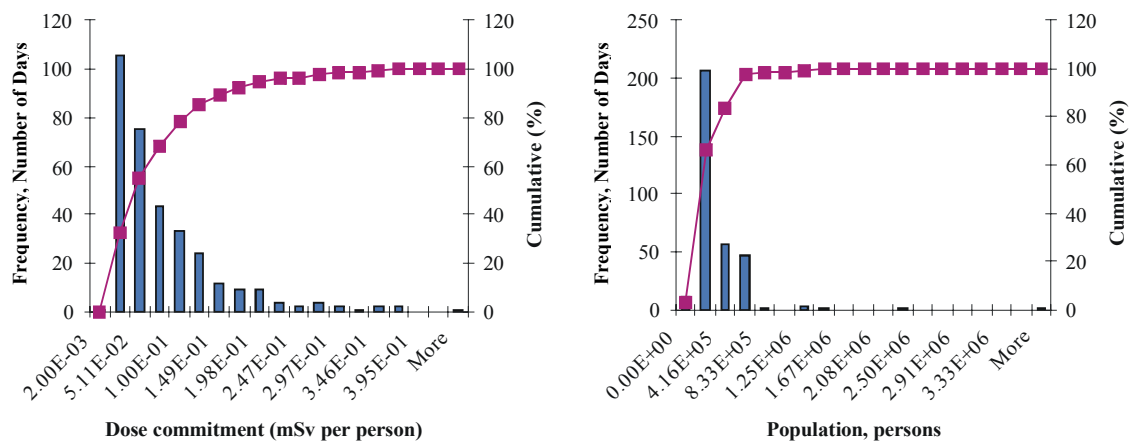 Frequency, Number of Days
120
100
80
60
40
20
0
120
100
80
60
40
20
0
Cumulative (%)
2.00E-03
5.11E-02
1.00E-01
1.49E-01
1.98E-01
2.47E-01
2.97E-01
3.46E-01
3.95E-01
More
Dose commitment (mSv per person)
Frequency, Number of Days
250
200
150
100
50
0
120
100
80
60
40
20
0
Cumulative (%)
0.00E+00
4.16E+05
8.33E+05
1.25E+06
1.67E+06
2.08E+06
2.50E+06
2.91E+06
3.33E+06
More
Population, persons